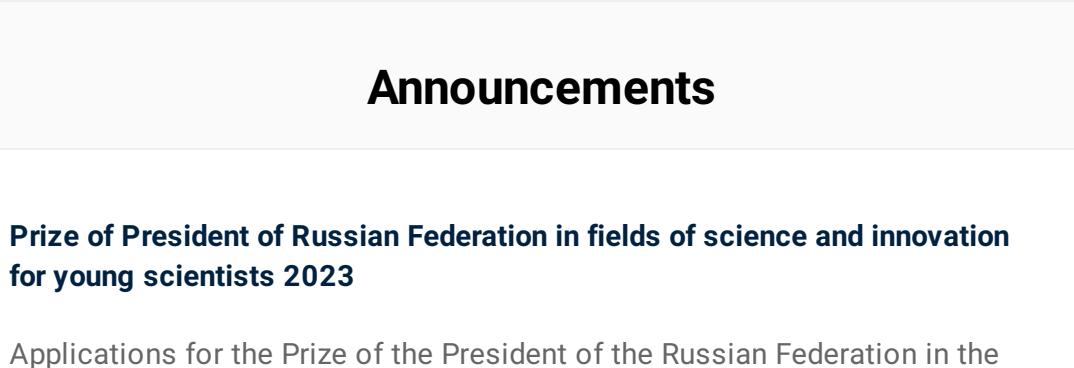 Announcements
Prize of President of Russian Federation in fields of science and innovation
for young scientists 2023
Applications for the Prize of the President of the Russian Federation in the